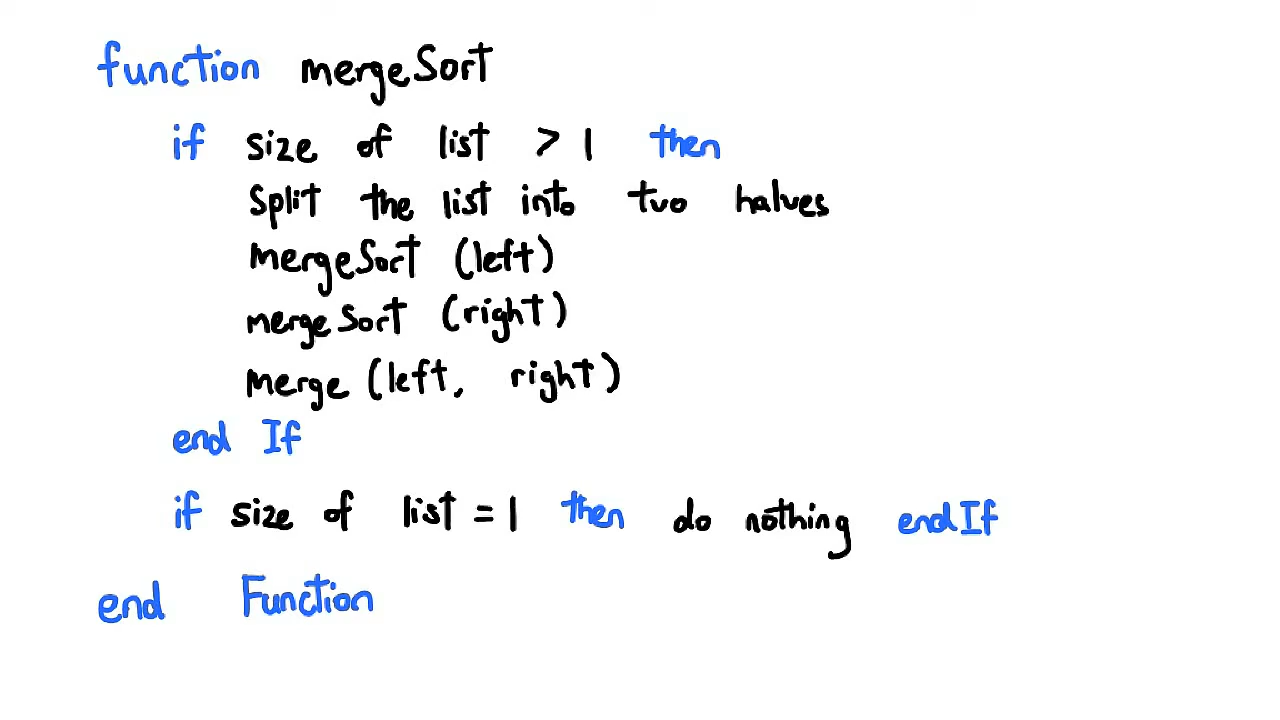 function mergeSort
if size of list > 1 then
Split the list into two halves
mergeSort (left)
mergeSort (right)
merge (left, right)
end If
if size of list = 1 then do nothing endIf
end Function